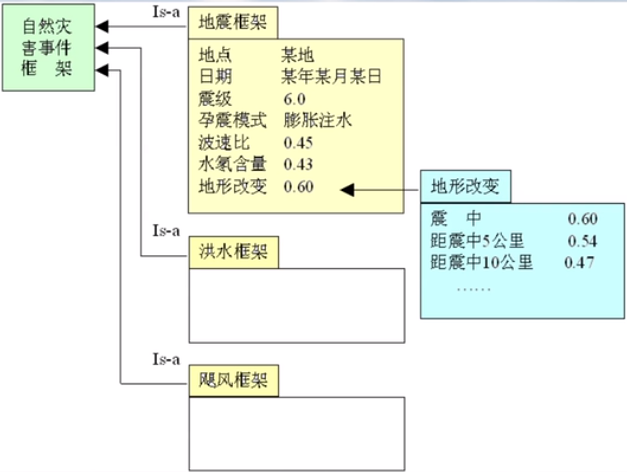 自然灾
害事件
框 架
Is-a
地震框架
地点 某地
日期 某年某月某日
震级 6.0
孕震模式 膨胀注水
波速比 0.45
水氡含量 0.43
地形改变 0.60
地形改变
震 中 0.60
距震中5公里 0.54
距震中10公里 0.47
······
Is-a
洪水框架
Is-a
飓风框架